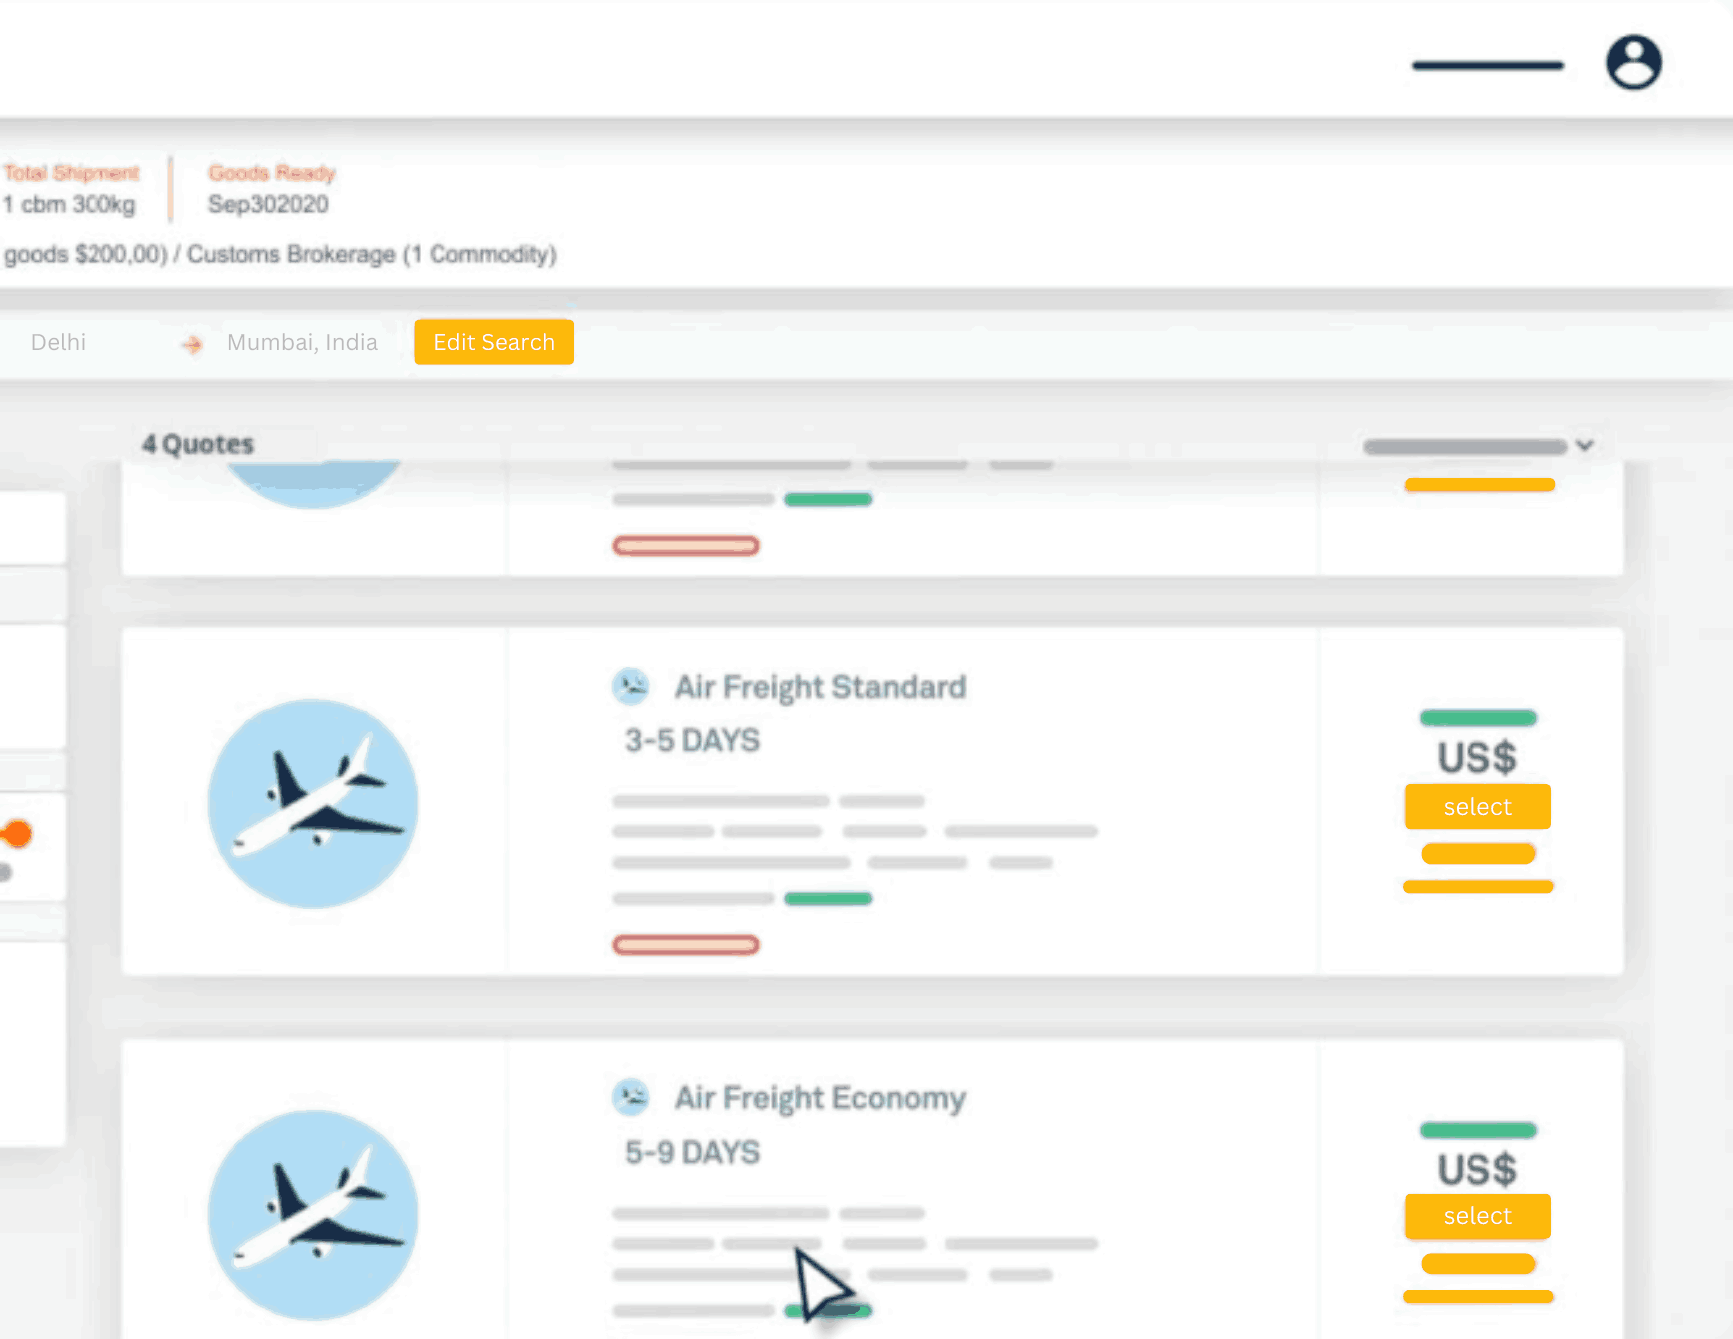 Total Shipment Goods Ready
1 cbm 300kg Sep302020
goods $200,00) / Customs Brokerage (1 Commodity)
Delhi Mumbai, India Edit Search
4 Quotes
Air Freight Standard
3-5 DAYS
US$
select
Air Freight Economy
5-9 DAYS
US$
select